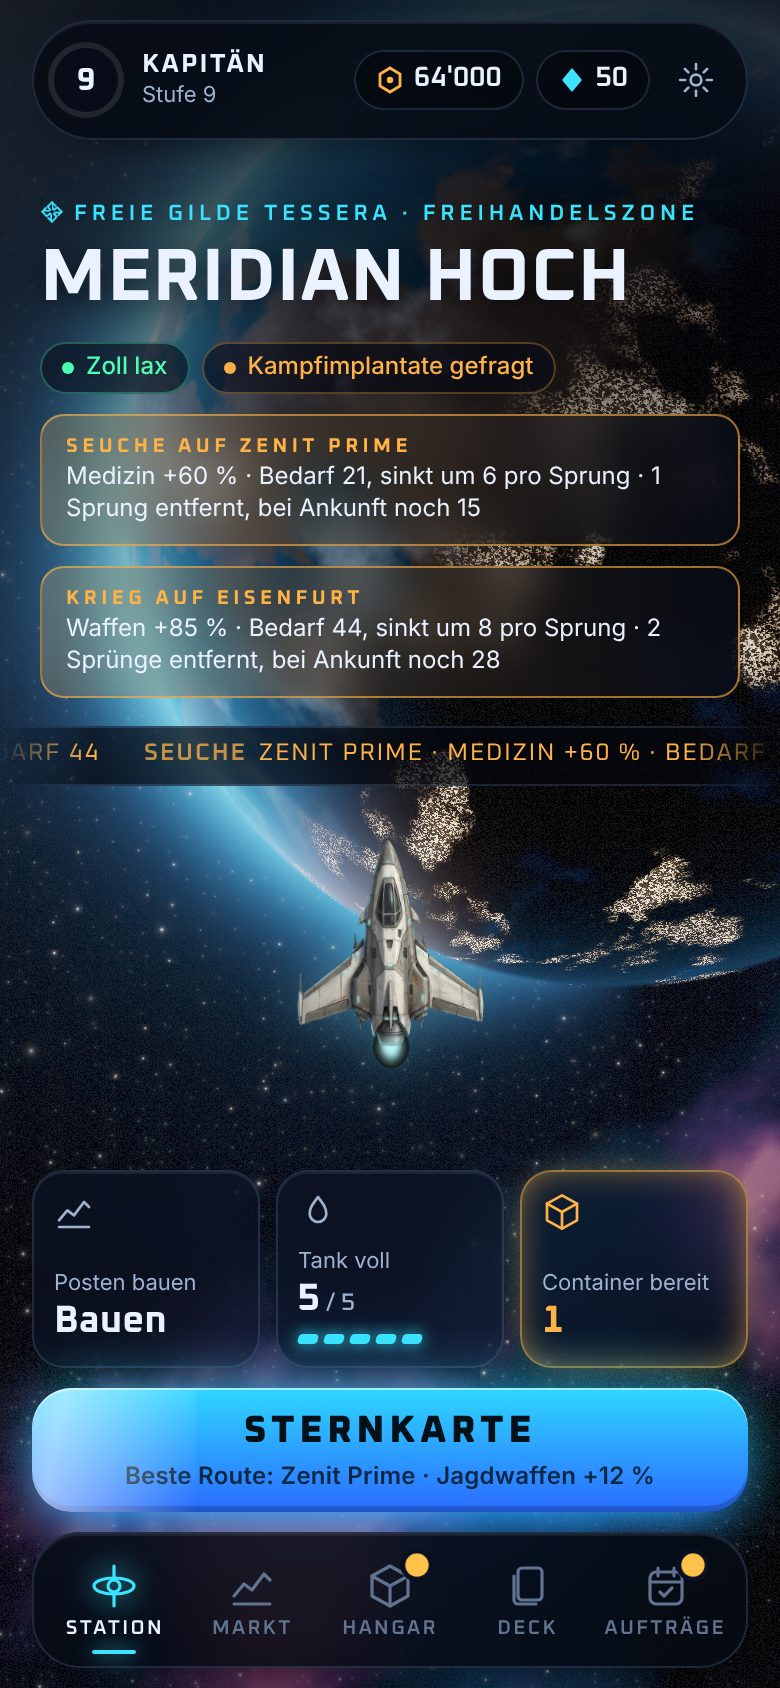 9
KAPITÄN
Stufe 9
64'000
50
FREIE GILDE TESSERA · FREIHANDELSZONE
MERIDIAN HOCH
Zoll lax
Kampfimplantate gefragt
SEUCHE AUF ZENIT PRIME
Medizin +60 % · Bedarf 21, sinkt um 6 pro Sprung · 1
Sprung entfernt, bei Ankunft noch 15
KRIEG AUF EISENFURT
Waffen +85 % · Bedarf 44, sinkt um 8 pro Sprung · 2
Sprünge entfernt, bei Ankunft noch 28
ARF 44 SEUCHE ZENIT PRIME · MEDIZIN +60 % · BEDARF
Posten bauen
Bauen
Tank voll
5 / 5
Container bereit
1
STERNKARTE
Beste Route: Zenit Prime · Jagdwaffen +12 %
STATION
MARKT
HANGAR
DECK
AUFTRÄGE